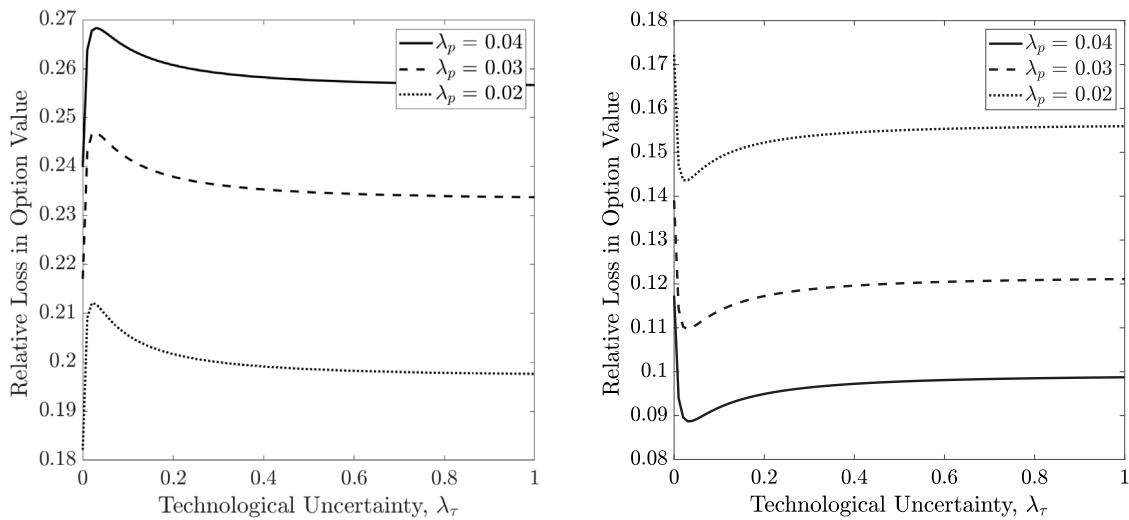 Relative Loss in Option Value
0.27
0.26
0.25
0.24
0.23
0.22
0.21
0.2
0.19
0.18
0 0.2 0.4 0.6 0.8 1
Technological Uncertainty, λτ
λp = 0.04
λp = 0.03
λp = 0.02
Relative Loss in Option Value
0.18
0.17
0.16
0.15
0.14
0.13
0.12
0.11
0.1
0.09
0.08
0 0.2 0.4 0.6 0.8 1
Technological Uncertainty, λτ
λp = 0.04
λp = 0.03
λp = 0.02